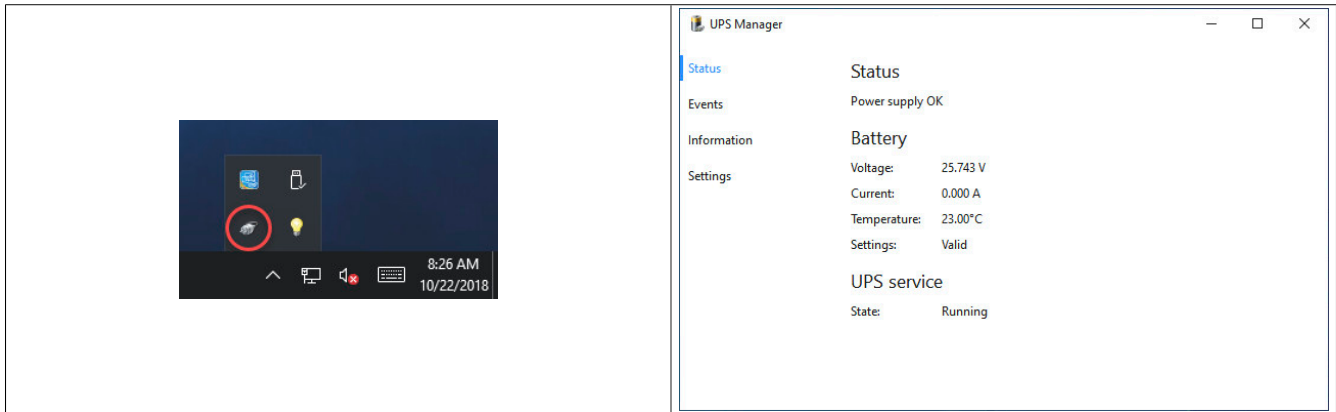 8:26 AM
10/22/2018
UPS Manager
Status
Events
Information
Settings
Status
Power supply OK
Battery
Voltage: 25.743 V
Current: 0.000 A
Temperature: 23.00°C
Settings: Valid
UPS service
State: Running